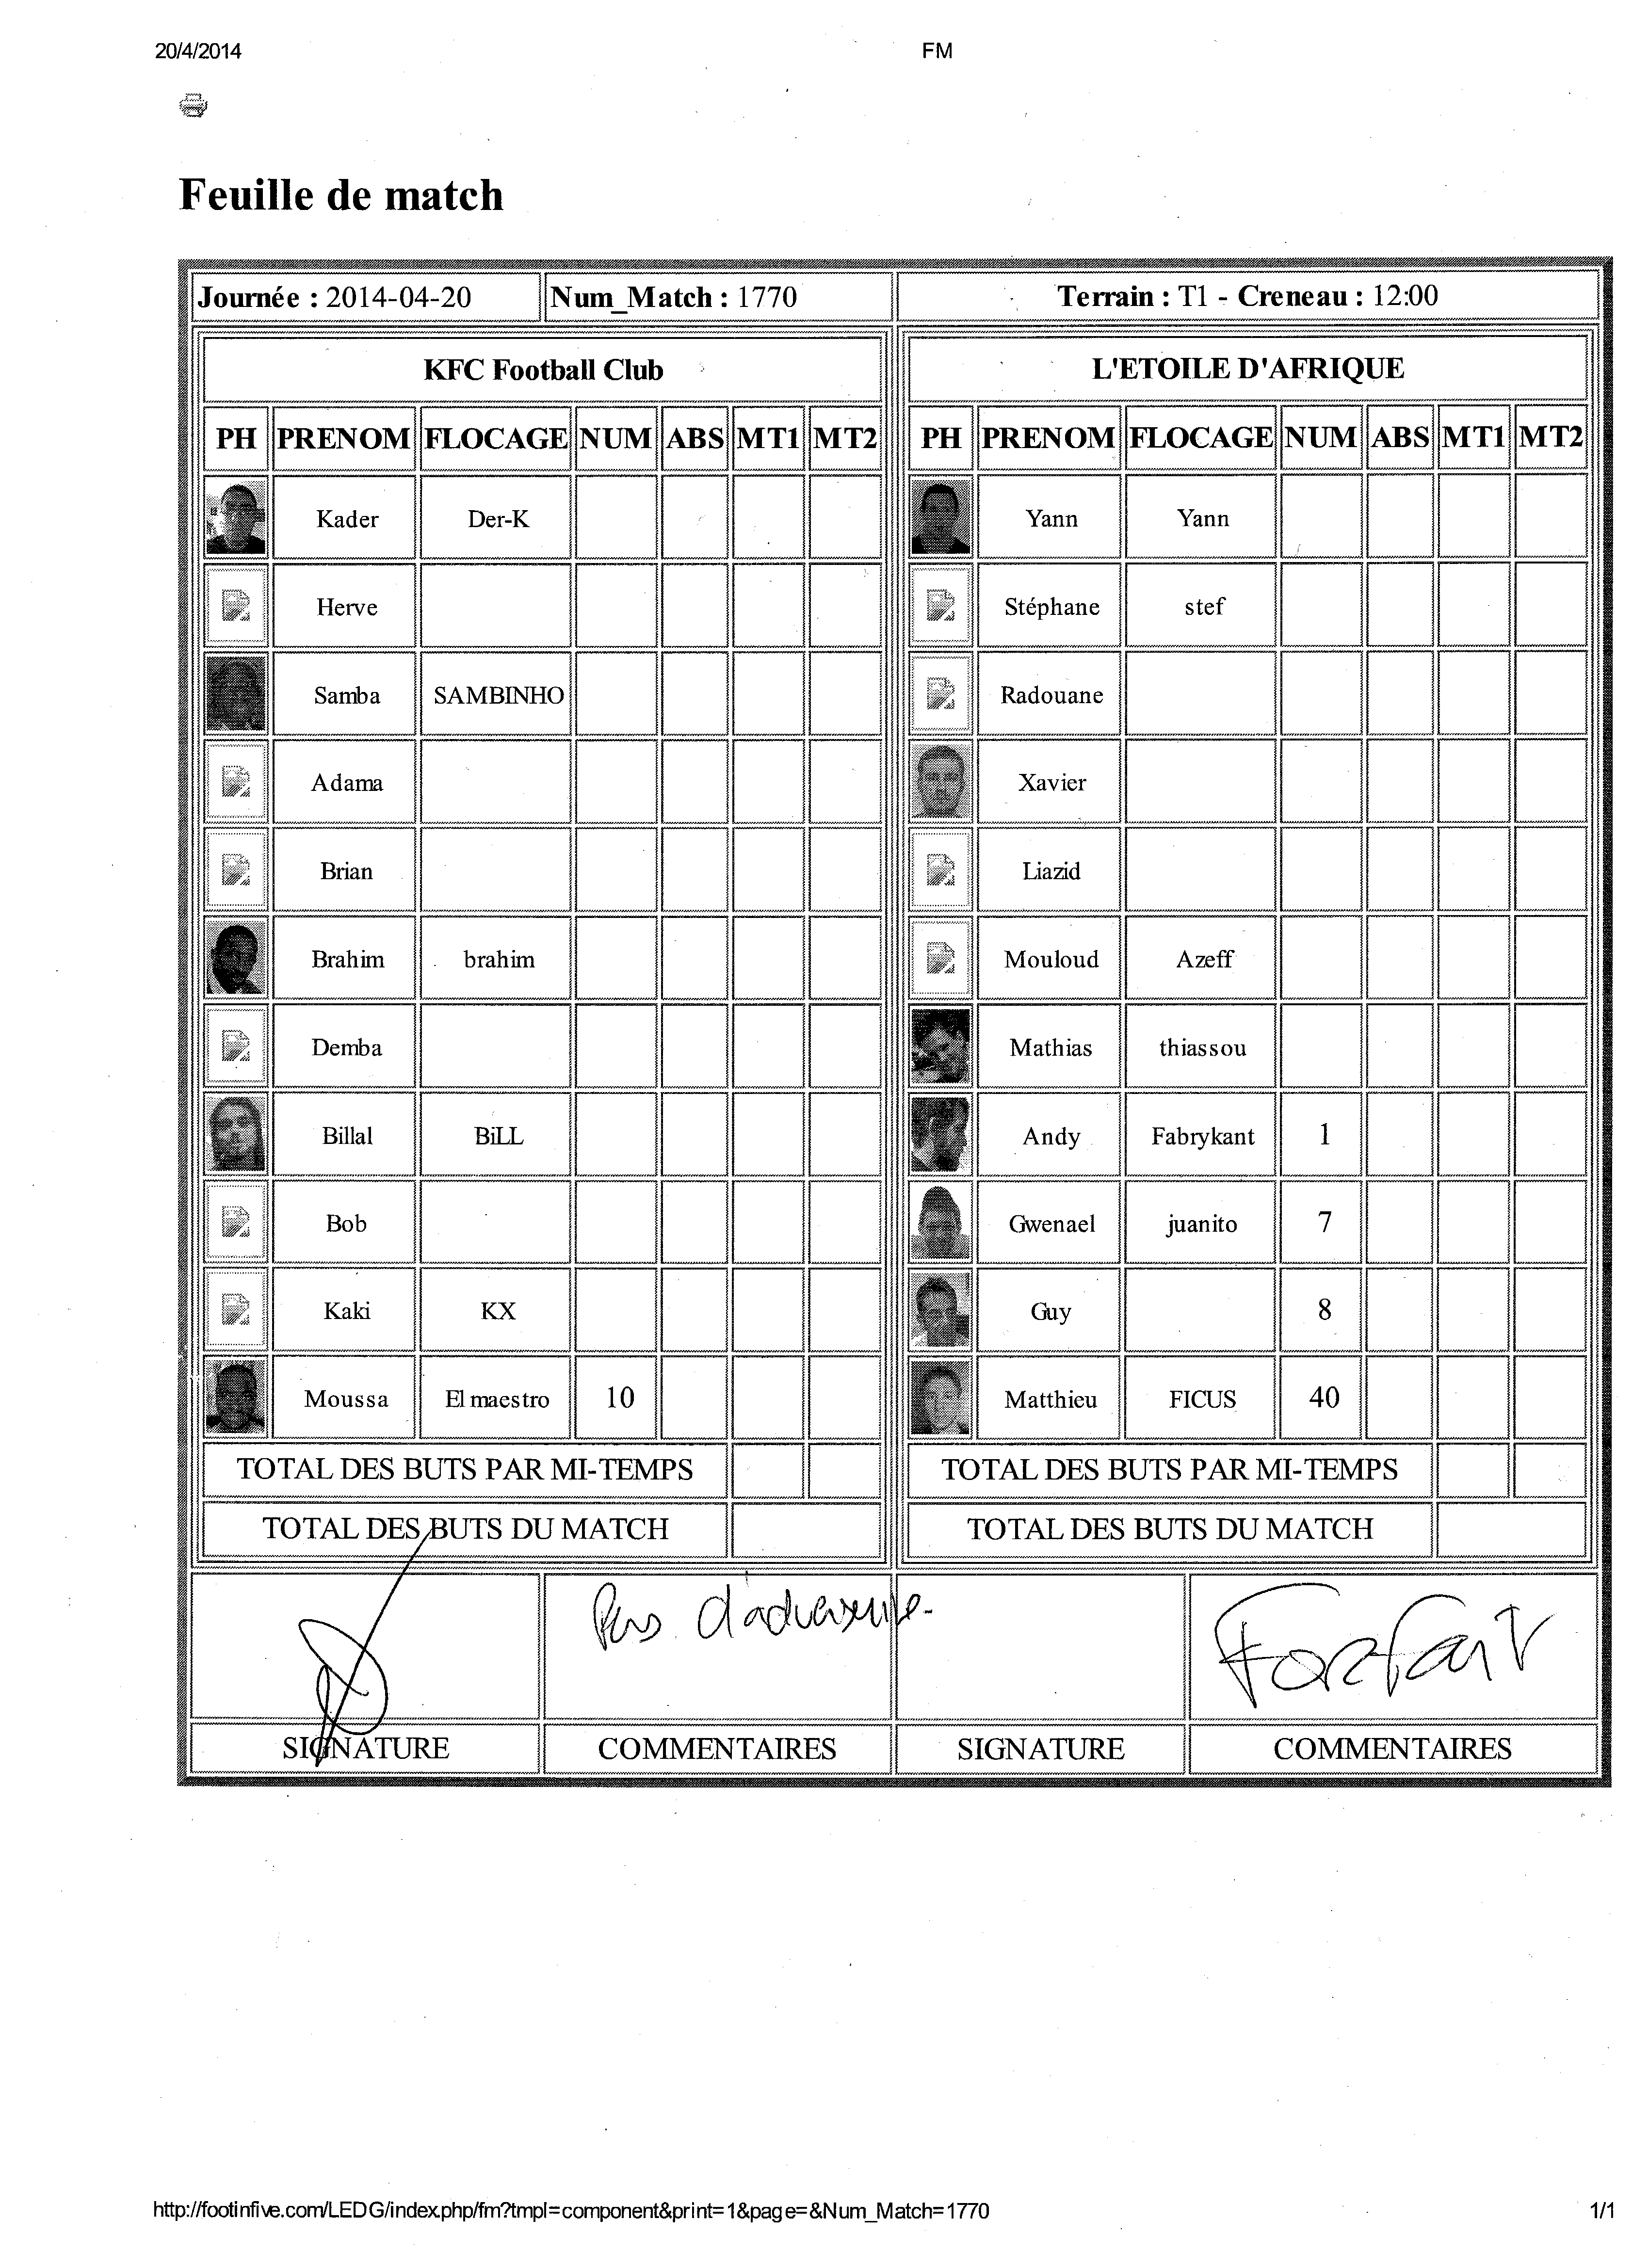 20/4/2014 FM
Feuille de match
Journée : 2014-04-20 Num_Match : 1770 Terrain : T1 - Creneau : 12:00
KFC Football Club L'ETOILE D'AFRIQUE
PH PRENOM FLOCAGE NUM ABS MT1 MT2 PH PRENOM FLOCAGE NUM ABS MT1 MT2
Kader Der-K Yann Yann
Herve Stéphane stef
Samba SAMBINHO Radouane
Adama Xavier
Brian Liazid
Brahim brahim Mouloud Azeff
Demba Mathias thiassou
Billal BiLL Andy Fabrykant 1
Bob Gwenael juanito 7
Kaki KX Guy 8
Moussa El maestro 10 Matthieu FICUS 40
TOTAL DES BUTS PAR MI-TEMPS TOTAL DES BUTS PAR MI-TEMPS
TOTAL DES BUTS DU MATCH TOTAL DES BUTS DU MATCH
Pas d'adversaire. Forfait
SIGNATURE COMMENTAIRES SIGNATURE COMMENTAIRES
http://footinfive.com/LEDG/index.php/fm?tmpl=component&print=1&page=&Num_Match=1770 1/1